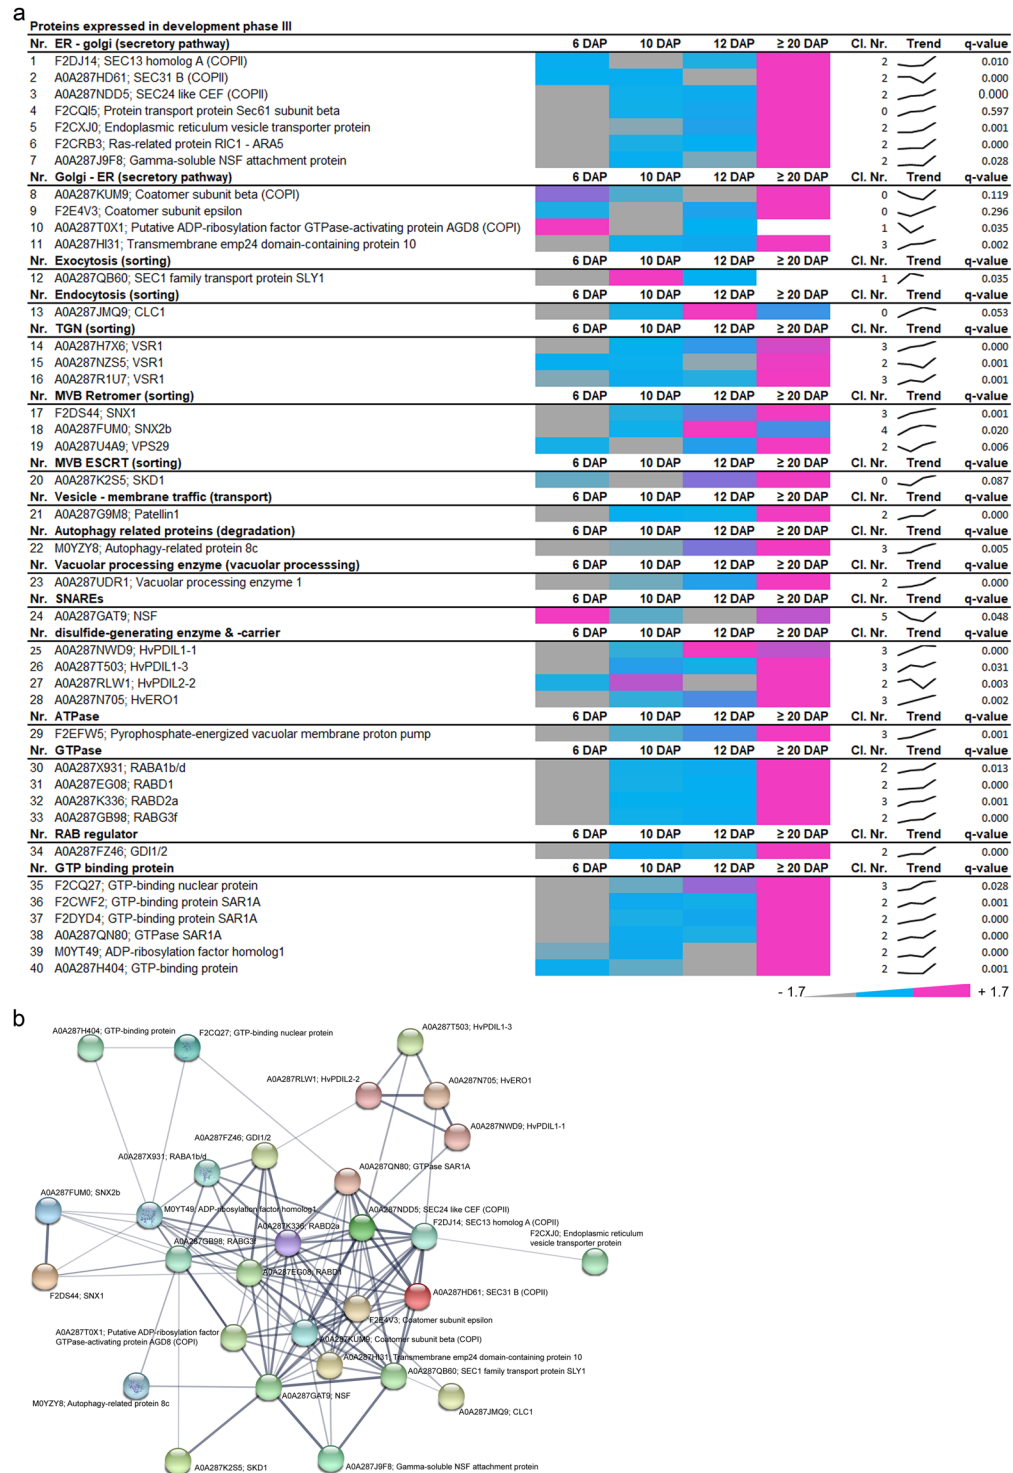 a
Proteins expressed in development phase III
Nr. ER - golgi (secretory pathway) 6 DAP 10 DAP 12 DAP ≥ 20 DAP Cl. Nr. Trend q-value
1 F2DJ14; SEC13 homolog A (COPII) 2 0.010
2 A0A287HD61; SEC31 B (COPII) 2 0.000
3 A0A287NDD5; SEC24 like CEF (COPII) 2 0.000
4 F2CQI5; Protein transport protein Sec61 subunit beta 0 0.597
5 F2CXJ0; Endoplasmic reticulum vesicle transporter protein 2 0.001
6 F2CRB3; Ras-related protein RIC1 - ARA5 2 0.000
7 A0A287J9F8; Gamma-soluble NSF attachment protein 2 0.028
Nr. Golgi - ER (secretory pathway) 6 DAP 10 DAP 12 DAP ≥ 20 DAP Cl. Nr. Trend q-value
8 A0A287KUM9; Coatomer subunit beta (COPI) 0 0.119
9 F2E4V3; Coatomer subunit epsilon 0 0.296
10 A0A287T0X1; Putative ADP-ribosylation factor GTPase-activating protein AGD8 (COPI) 1 0.035
11 A0A287HI31; Transmembrane emp24 domain-containing protein 10 3 0.002
Nr. Exocytosis (sorting) 6 DAP 10 DAP 12 DAP ≥ 20 DAP Cl. Nr. Trend q-value
12 A0A287QB60; SEC1 family transport protein SLY1 1 0.035
Nr. Endocytosis (sorting) 6 DAP 10 DAP 12 DAP ≥ 20 DAP Cl. Nr. Trend q-value
13 A0A287JMQ9; CLC1 0 0.053
Nr. TGN (sorting) 6 DAP 10 DAP 12 DAP ≥ 20 DAP Cl. Nr. Trend q-value
14 A0A287H7X6; VSR1 3 0.000
15 A0A287NZS5; VSR1 2 0.001
16 A0A287R1U7; VSR1 3 0.001
Nr. MVB Retromer (sorting) 6 DAP 10 DAP 12 DAP ≥ 20 DAP Cl. Nr. Trend q-value
17 F2DS44; SNX1 3 0.001
18 A0A287FUM0; SNX2b 4 0.020
19 A0A287U4A9; VPS29 2 0.006
Nr. MVB ESCRT (sorting) 6 DAP 10 DAP 12 DAP ≥ 20 DAP Cl. Nr. Trend q-value
20 A0A287K2S5; SKD1 0 0.087
Nr. Vesicle - membrane traffic (transport) 6 DAP 10 DAP 12 DAP ≥ 20 DAP Cl. Nr. Trend q-value
21 A0A287G9M8; Patellin1 2 0.000
Nr. Autophagy related proteins (degradation) 6 DAP 10 DAP 12 DAP ≥ 20 DAP Cl. Nr. Trend q-value
22 M0YZY8; Autophagy-related protein 8c 3 0.005
Nr. Vacuolar processing enzyme (vacuolar processsing) 6 DAP 10 DAP 12 DAP ≥ 20 DAP Cl. Nr. Trend q-value
23 A0A287UDR1; Vacuolar processing enzyme 1 2 0.000
Nr. SNAREs 6 DAP 10 DAP 12 DAP ≥ 20 DAP Cl. Nr. Trend q-value
24 A0A287GAT9; NSF 5 0.048
Nr. disulfide-generating enzyme & -carrier 6 DAP 10 DAP 12 DAP ≥ 20 DAP Cl. Nr. Trend q-value
25 A0A287NWD9; HvPDIL1-1 3 0.000
26 A0A287T503; HvPDIL1-3 3 0.031
27 A0A287RLW1; HvPDIL2-2 2 0.003
28 A0A287N705; HvERO1 3 0.002
Nr. ATPase 6 DAP 10 DAP 12 DAP ≥ 20 DAP Cl. Nr. Trend q-value
29 F2EFW5; Pyrophosphate-energized vacuolar membrane proton pump 3 0.001
Nr. GTPase 6 DAP 10 DAP 12 DAP ≥ 20 DAP Cl. Nr. Trend q-value
30 A0A287X931; RABA1b/d 2 0.013
31 A0A287EG08; RABD1 2 0.000
32 A0A287K336; RABD2a 3 0.001
33 A0A287GB98; RABG3f 2 0.000
Nr. RAB regulator 6 DAP 10 DAP 12 DAP ≥ 20 DAP Cl. Nr. Trend q-value
34 A0A287FZ46; GDI1/2 2 0.000
Nr. GTP binding protein 6 DAP 10 DAP 12 DAP ≥ 20 DAP Cl. Nr. Trend q-value
35 F2CQ27; GTP-binding nuclear protein 3 0.028
36 F2CWF2; GTP-binding protein SAR1A 2 0.001
37 F2DYD4; GTP-binding protein SAR1A 2 0.000
38 A0A287QN80; GTPase SAR1A 2 0.000
39 M0YT49; ADP-ribosylation factor homolog1 2 0.000
40 A0A287H404; GTP-binding protein 2 0.001
- 1.7 + 1.7
b
A0A287H404; GTP-binding protein
F2CQ27; GTP-binding nuclear protein
A0A287T503; HvPDIL1-3
A0A287RLW1; HvPDIL2-2
A0A287N705; HvERO1
A0A287NWD9; HvPDIL1-1
A0A287FZ46; GDI1/2
A0A287X931; RABA1b/d
A0A287QN80; GTPase SAR1A
A0A287FUM0; SNX2b
M0YT49; ADP-ribosylation factor homolog1
A0A287NDD5; SEC24 like CEF (COPII)
F2DJ14; SEC13 homolog A (COPII)
A0A287K336; RABD2a
F2CXJ0; Endoplasmic reticulum
vesicle transporter protein
A0A287GB98; RABG3f
A0A287EG08; RABD1
F2DS44; SNX1
A0A287HD61; SEC31 B (COPII)
F2E4V3; Coatomer subunit epsilon
A0A287T0X1; Putative ADP-ribosylation factor
GTPase-activating protein AGD8 (COPI)
A0A287KUM9; Coatomer subunit beta (COPI)
A0A287HI31; Transmembrane emp24 domain-containing protein 10
A0A287QB60; SEC1 family transport protein SLY1
A0A287GAT9; NSF
M0YZY8; Autophagy-related protein 8c
A0A287JMQ9; CLC1
A0A287K2S5; SKD1
A0A287J9F8; Gamma-soluble NSF attachment protein